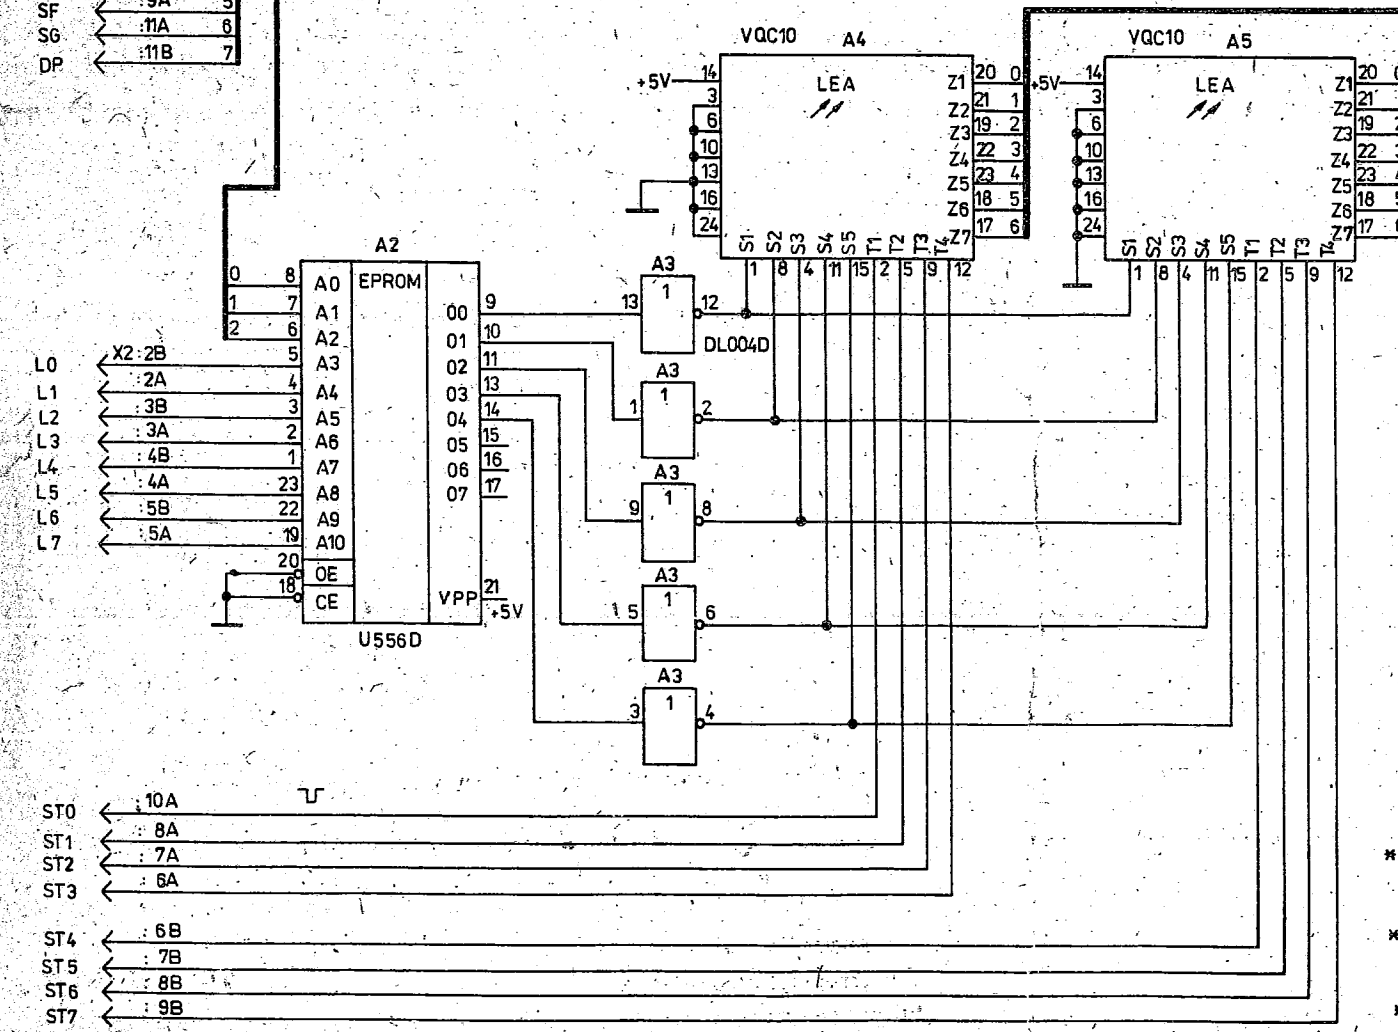 SF :9A 5
SG :11A 6
DP :11B 7
VQC10 A4
+5V 14 LEA Z1 20 0
3 Z2 21 1
6 Z3 19 2
10 Z4 22 3
13 Z5 23 4
16 Z6 18 5
24 Z7 17 6
S1 S2 S3 S4 S5 T1 T2 T3 T4
1 8 4 11 15 2 5 9 12
VQC10 A5
+5V 14 LEA Z1 20
3 Z2 21
6 Z3 19
10 Z4 22
13 Z5 23
16 Z6 18
24 Z7 17
S1 S2 S3 S4 S5 T1 T2 T3 T4
1 8 4 11 15 2 5 9 12
A2
EPROM
0 8 A0
1 7 A1 00 9
2 6 A2 01 10
L0 X2:2B 5 A3 02 11
L1 :2A 4 A4 03 13
L2 :3B 3 A5 04 14
L3 :3A 2 A6 05 15
L4 :4B 1 A7 06 16
L5 :4A 23 A8 07 17
L6 :5B 22 A9
L7 :5A 19 A10
20 OE
18 CE VPP 21
+5V
U556D
A3
13 1 12
DL004D
A3
1 1 2
A3
9 1 8
A3
5 1 6
A3
3 1 4
ST0 :10A
ST1 :8A
ST2 :7A
ST3 :6A
ST4 :6B
ST5 :7B
ST6 :8B
ST7 :9B
*
*